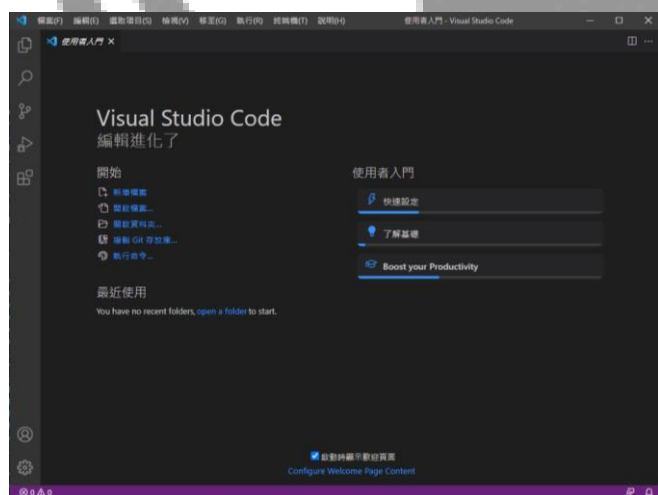 檔案(F) 編輯(E) 選取項目(S) 檢視(V) 移至(G) 執行(R) 終端機(T) 說明(H) 使用者入門 - Visual Studio Code
使用者入門
Visual Studio Code
編輯進化了
開始
新增檔案
開啟檔案...
開啟資料夾...
複製 Git 存放庫...
執行命令...
最近使用
You have no recent folders, open a folder to start.
使用者入門
快速設定
了解基礎
Boost your Productivity
啟動時顯示歡迎頁面
Configure Welcome Page Content
0 0